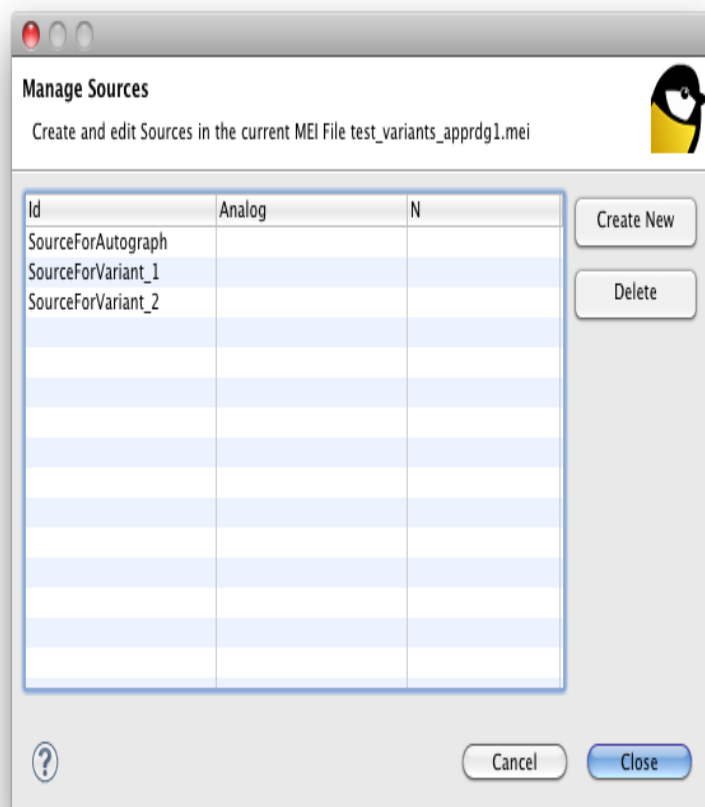 Manage Sources
Create and edit Sources in the current MEI File test_variants_apprdg1.mei
Id Analog N
Create New
SourceForAutograph
SourceForVariant_1
Delete
SourceForVariant_2
? Cancel Close